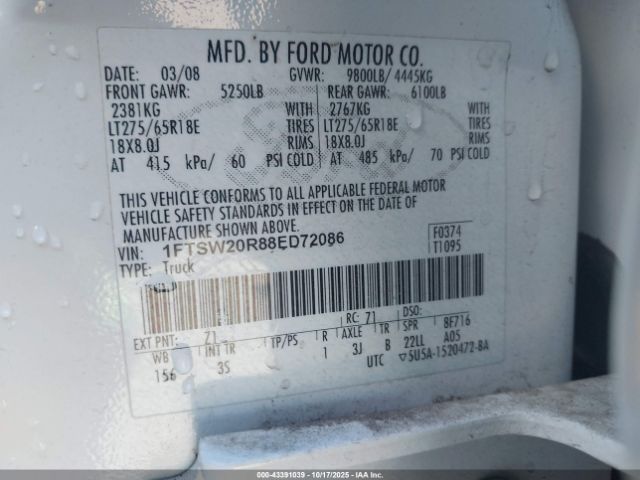 MFD. BY FORD MOTOR CO.
DATE: 03/08 GVWR: 9800LB/ 4445KG
FRONT GAWR: 5250LB REAR GAWR: 6100LB
2381KG WITH 2767KG WITH
LT275/65R18E TIRES LT275/65R18E TIRES
18X8.0J RIMS 18X8.0J RIMS
AT 415 kPa/ 60 PSI COLD AT 485 kPa/ 70 PSI COLD
THIS VEHICLE CONFORMS TO ALL APPLICABLE FEDERAL MOTOR
VEHICLE SAFETY STANDARDS IN EFFECT ON THE DATE OF
MANUFACTURE SHOWN ABOVE.
VIN: 1FTSW20R88ED72086 F0374
TYPE: Truck T1095
EXT PNT: Z1 RC: 71 DSO:
WB INT TR TP/PS R AXLE TR SPR 8F716
156 3S 1 3J B 22LL A05
UTC ▽5U5A-1520472-BA
000-43391039 | 10/17/2025 | IAAI.COM